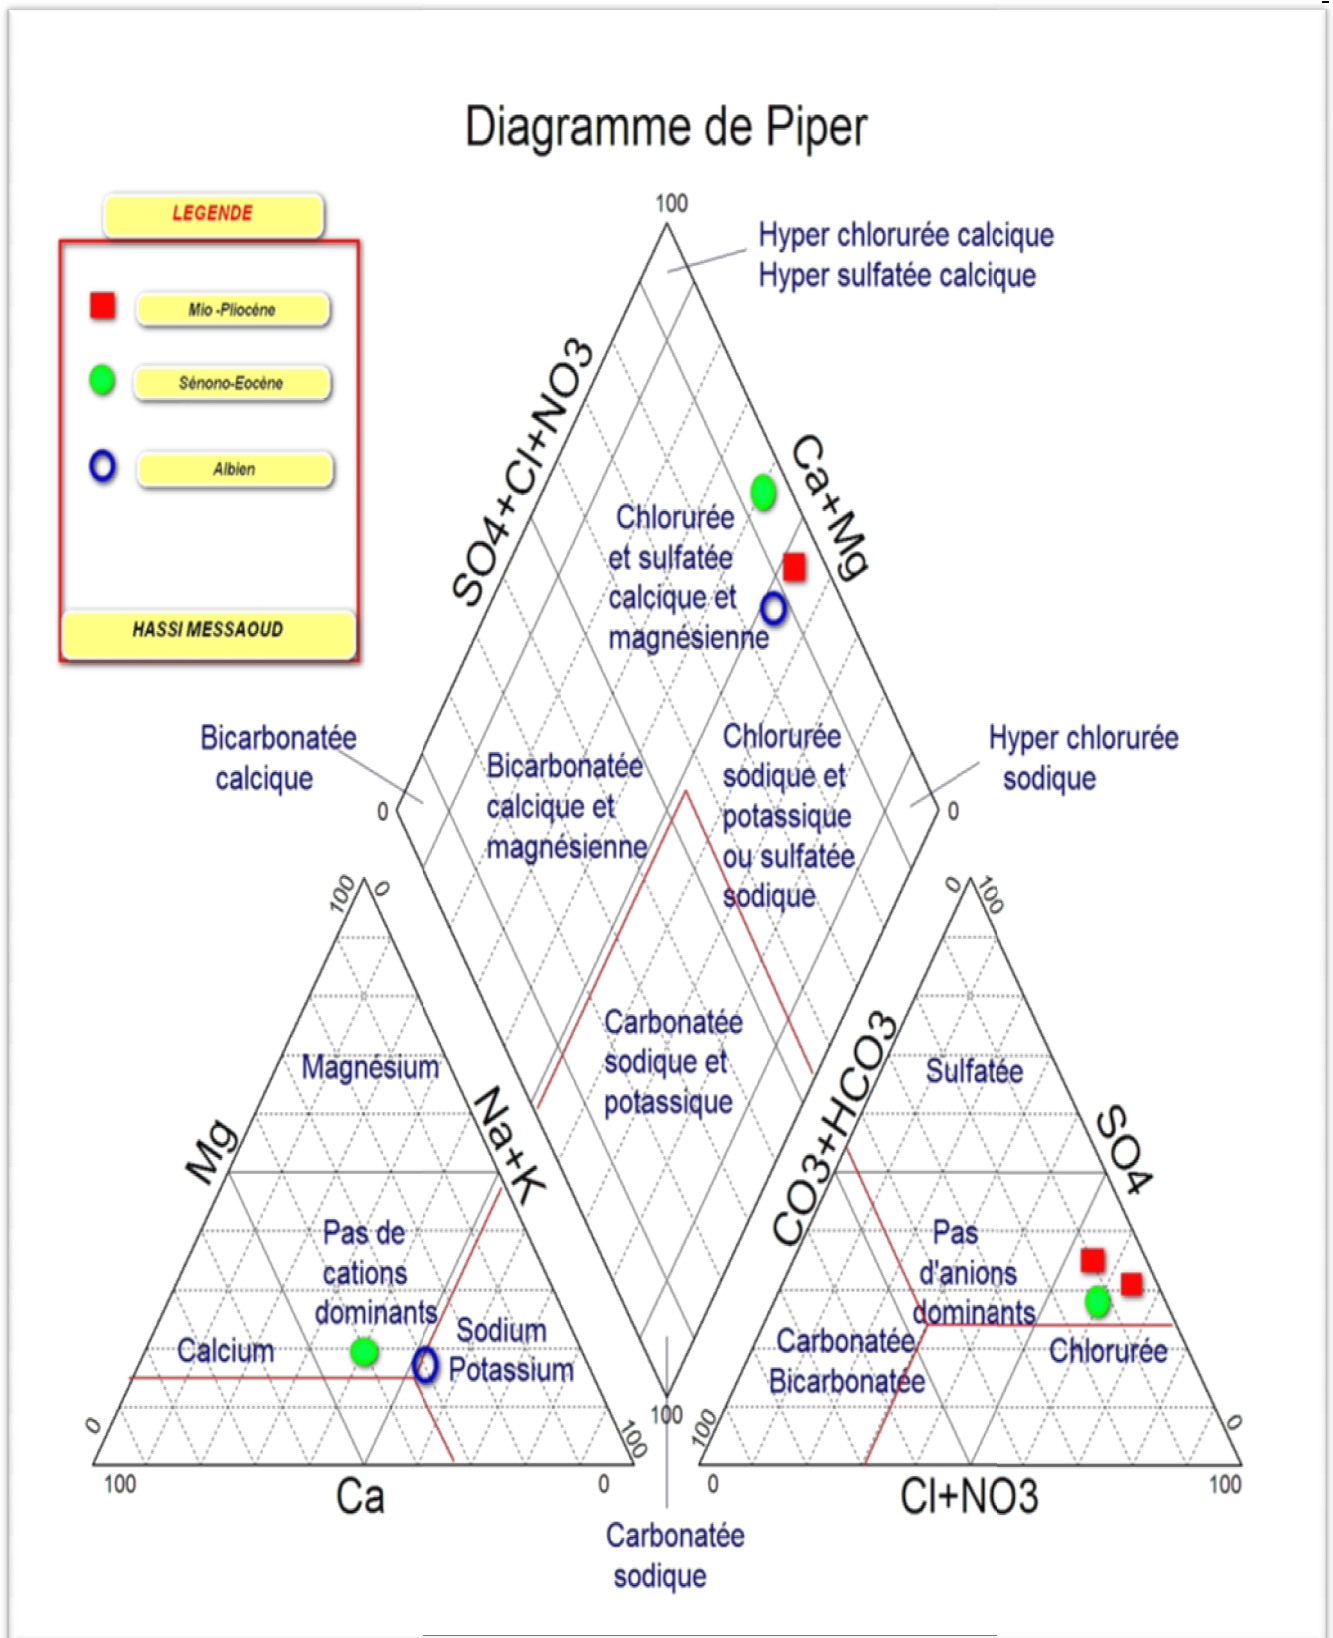 Diagramme de Piper
LEGENDE
Mio -Pliocéne
Sénono-Eocéne
Albien
HASSI MESSAOUD
100
Hyper chlorurée calcique
Hyper sulfatée calcique
SO4+Cl+NO3
Ca+Mg
Chlorurée
et sulfatée
calcique et
magnésienne
Bicarbonatée
calcique
0
Bicarbonatée
calcique et
magnésienne
Chlorurée
sodique et
potassique
ou sulfatée
sodique
Hyper chlorurée
sodique
0
Carbonatée
sodique et
potassique
100
Carbonatée
sodique
100
0
Mg
Na+K
Magnésium
Pas de
cations
dominants
Calcium
Sodium
Potassium
0
100
100
0
Ca
0
100
CO3+HCO3
SO4
Sulfatée
Pas
d'anions
dominants
Carbonatée
Bicarbonatée
Chlorurée
100
0
0
100
Cl+NO3